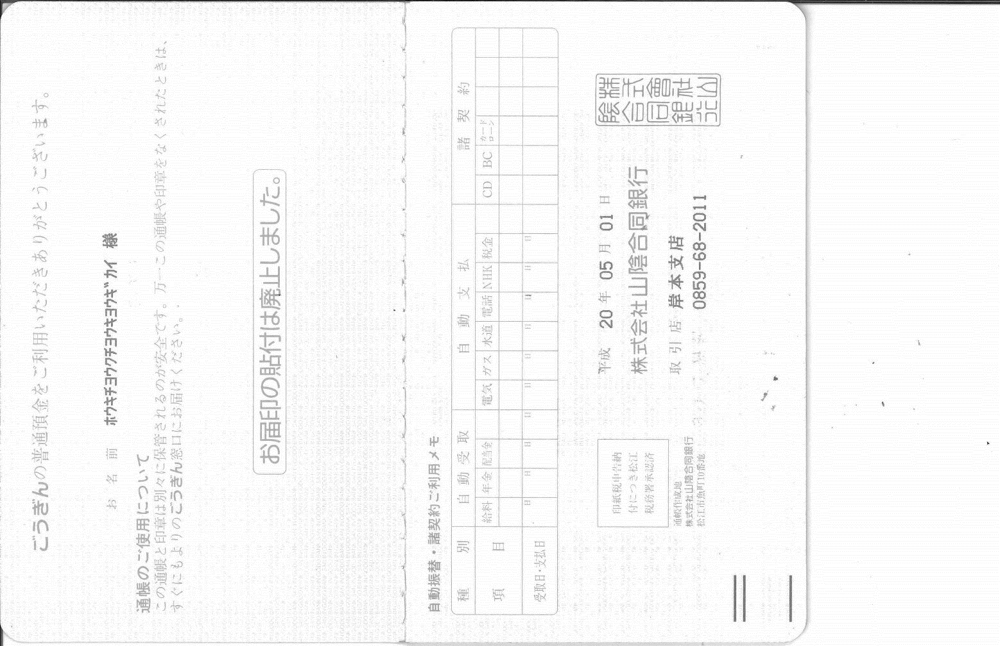 ごうぎんの普通預金をご利用いただきありがとうございます。
お名前 ホウキチヨウクチヨウキヨウギカイ 様
通帳のご使用について
この通帳と印章は別々に保管されるのが安全です。万一この通帳や印章をなくされたときは、
すぐにもよりのごうぎん窓口にお届けください。
お届印の貼付は廃止しました。
自動振替・諸契約ご利用メモ
種別 自動受取 自動支払 諸契約
項目 給料 年金 配当金 電気 ガス 水道 電話 NHK 税金 CD BC カードローン
受取日・支払日 日 日 日 日 日 日 日 日 日 日
平成 20 年 05 月 01 日
株式会社山陰合同銀行
取引店 岸本支店
0859-68-2011
株式會社山陰合同銀行
印紙税申告納
付につき松江
税務署承認済
通帳作成地
株式会社山陰合同銀行
松江市魚町10番地